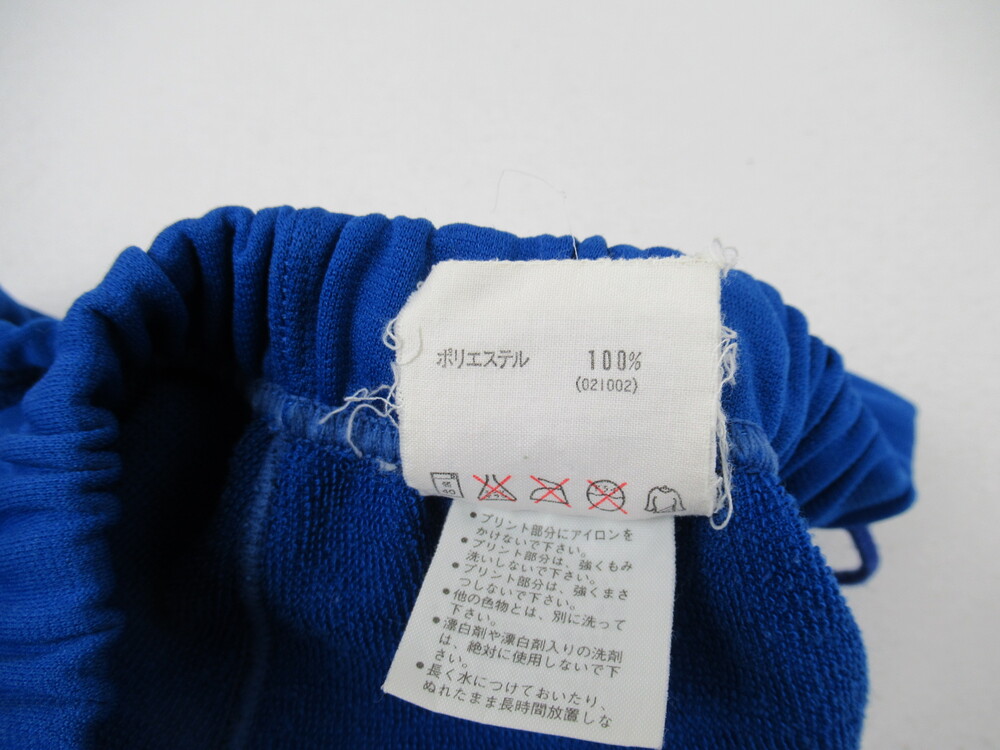 ポリエステル 100%
(021002)
• プリント部分にアイロンを
かけないで下さい。
• プリント部分は、強くもみ
洗いしないで下さい。
• プリント部分は、強くまさ
つしないで下さい。
• 他の色物とは、別に洗って
下さい。
• 漂白剤や漂白剤入りの洗剤
は、絶対に使用しないで下
さい。
• 長く水につけておいたり、
ぬれたまま長時間放置しな